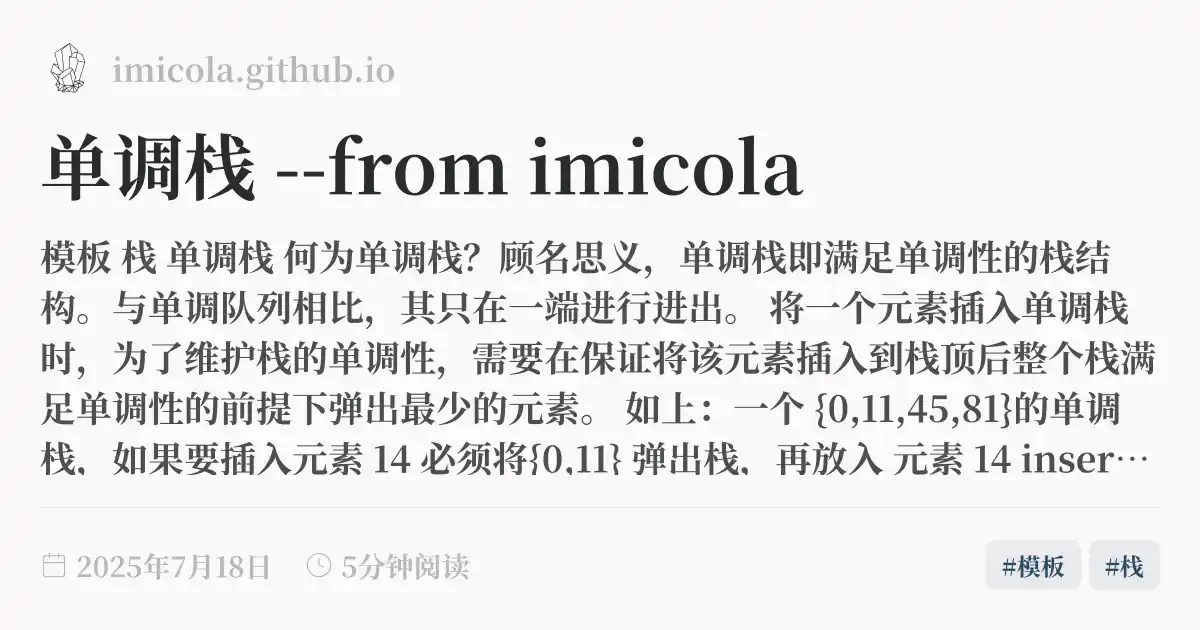 imicola.github.io
单调栈 --from imicola
模板 栈 单调栈 何为单调栈？顾名思义，单调栈即满足单调性的栈结
构。与单调队列相比，其只在一端进行进出。 将一个元素插入单调栈
时，为了维护栈的单调性，需要在保证将该元素插入到栈顶后整个栈满
足单调性的前提下弹出最少的元素。 如上：一个 {0,11,45,81}的单调
栈，如果要插入元素 14 必须将{0,11} 弹出栈，再放入 元素 14 inser…
2025年7月18日 5分钟阅读
#模板 #栈